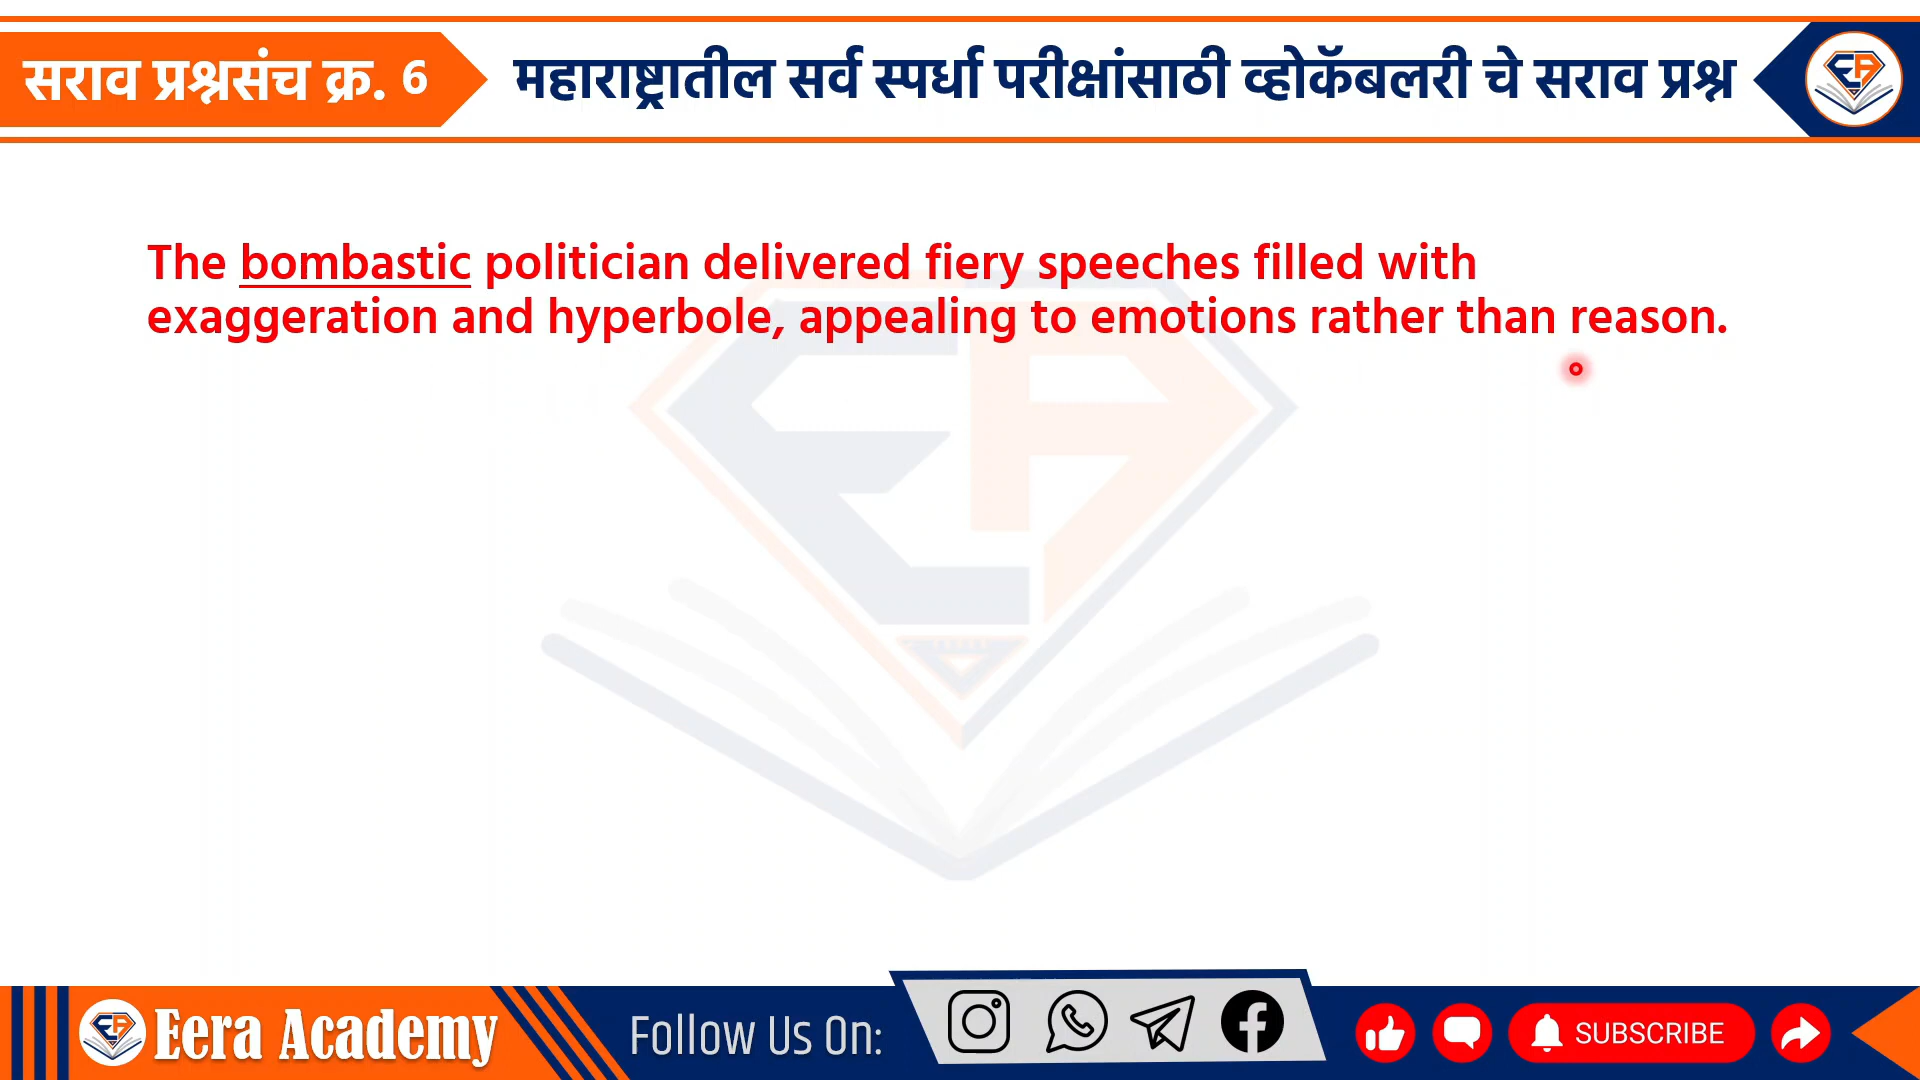 सराव प्रश्नसंच क्र. 6
महाराष्ट्रातील सर्व स्पर्धा परीक्षांसाठी व्होकॅबलरी चे सराव प्रश्न
The bombastic politician delivered fiery speeches filled with
exaggeration and hyperbole, appealing to emotions rather than reason.
Eera Academy
Follow Us On:
SUBSCRIBE